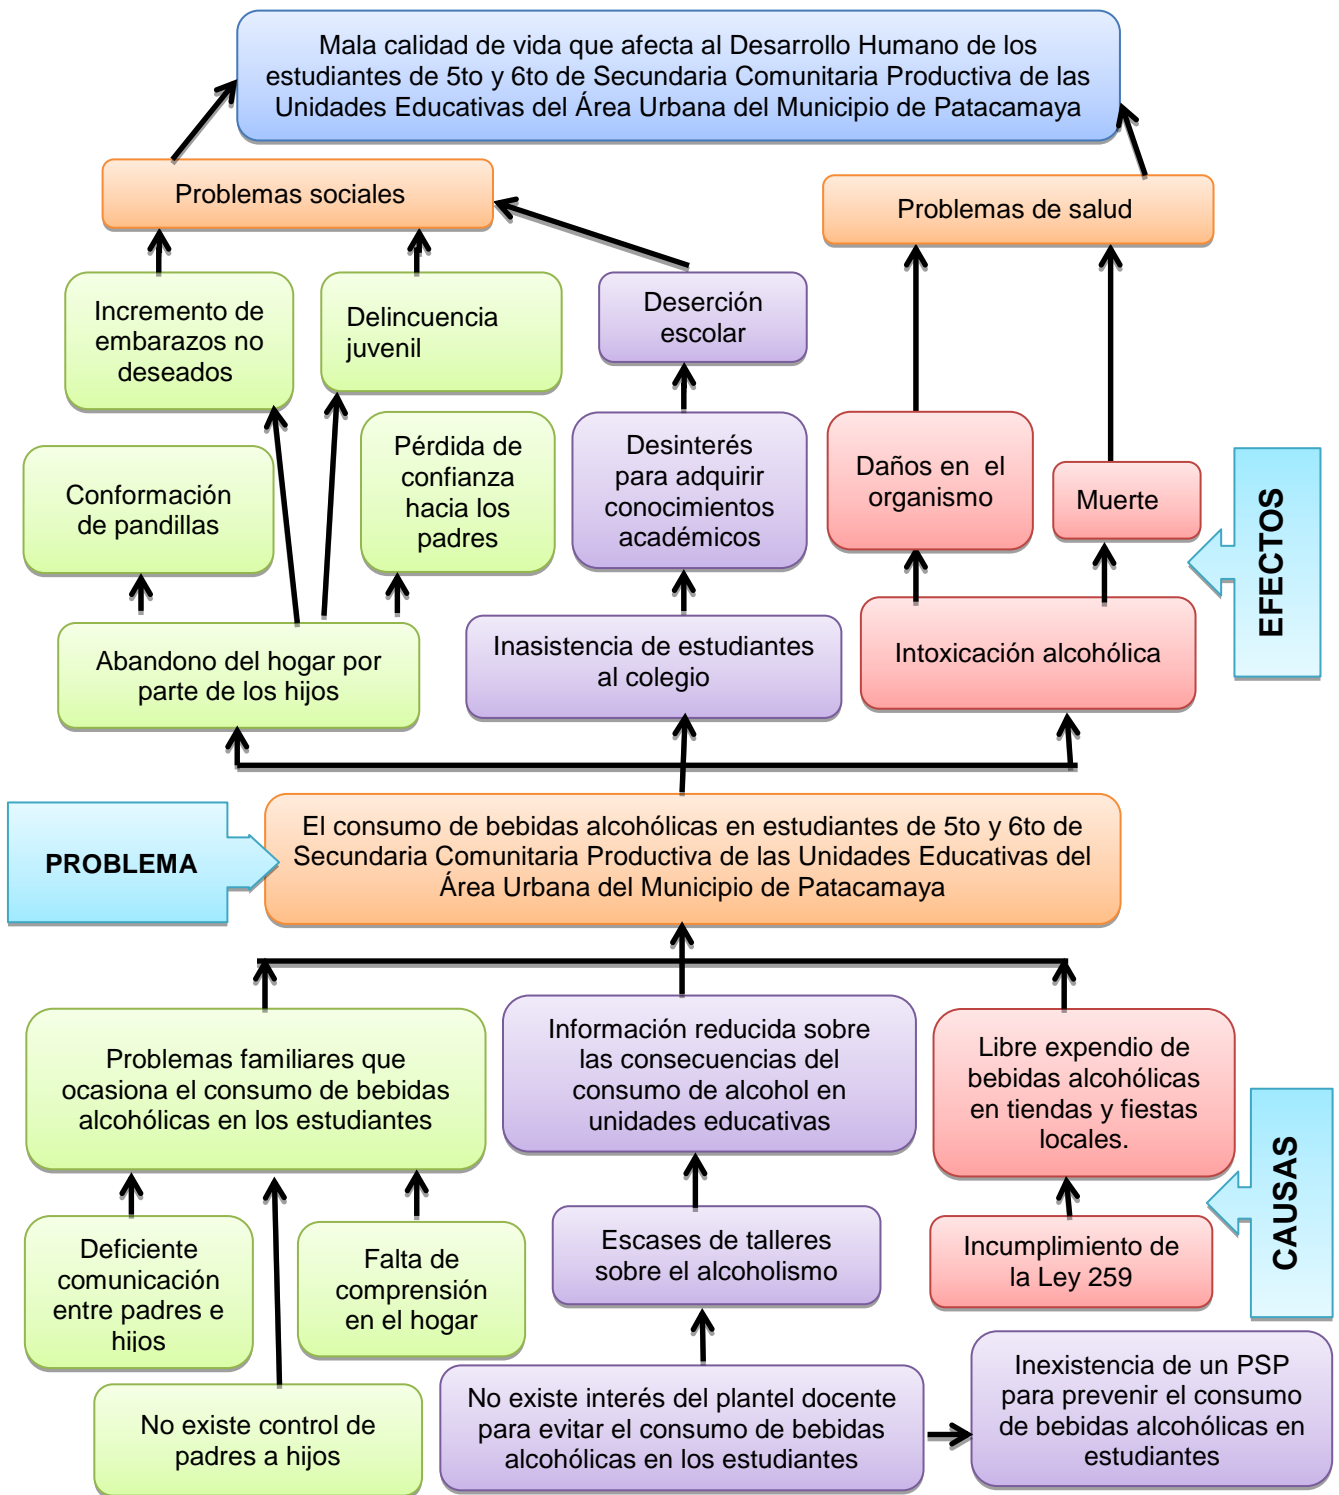 Mala calidad de vida que afecta al Desarrollo Humano de los
estudiantes de 5to y 6to de Secundaria Comunitaria Productiva de las
Unidades Educativas del Área Urbana del Municipio de Patacamaya
Problemas sociales
Problemas de salud
Incremento de
embarazos no
deseados
Delincuencia
juvenil
Deserción
escolar
Conformación
de pandillas
Pérdida de
confianza
hacia los
padres
Desinterés
para adquirir
conocimientos
académicos
Daños en el
organismo
Muerte
EFECTOS
Abandono del hogar por
parte de los hijos
Inasistencia de estudiantes
al colegio
Intoxicación alcohólica
PROBLEMA
El consumo de bebidas alcohólicas en estudiantes de 5to y 6to de
Secundaria Comunitaria Productiva de las Unidades Educativas del
Área Urbana del Municipio de Patacamaya
Problemas familiares que
ocasiona el consumo de bebidas
alcohólicas en los estudiantes
Información reducida sobre
las consecuencias del
consumo de alcohol en
unidades educativas
Libre expendio de
bebidas alcohólicas
en tiendas y fiestas
locales.
CAUSAS
Deficiente
comunicación
entre padres e
hijos
Falta de
comprensión
en el hogar
Escases de talleres
sobre el alcoholismo
Incumplimiento de
la Ley 259
No existe control de
padres a hijos
No existe interés del plantel docente
para evitar el consumo de bebidas
alcohólicas en los estudiantes
Inexistencia de un PSP
para prevenir el consumo
de bebidas alcohólicas en
estudiantes